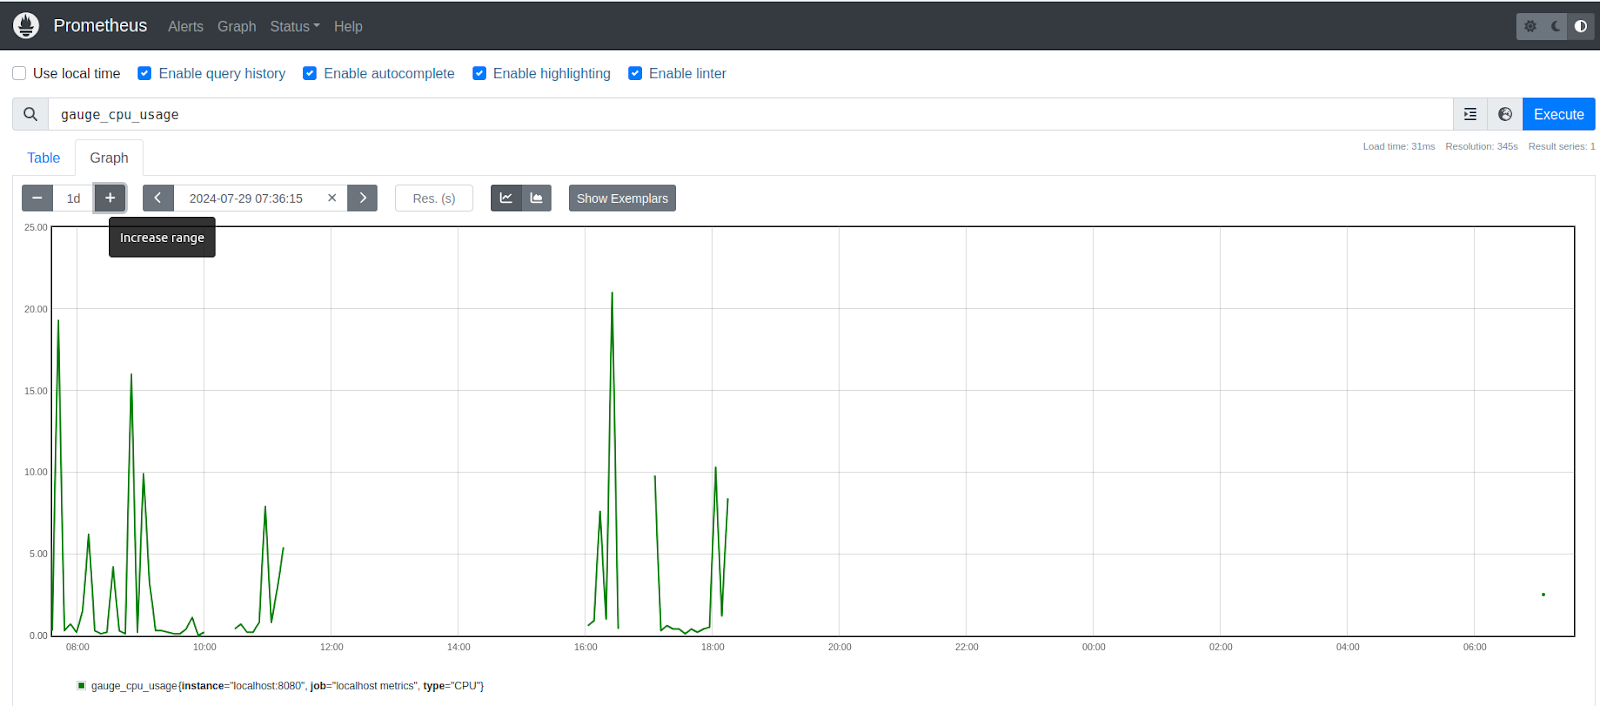 Prometheus Alerts Graph Status Help
Use local time Enable query history Enable autocomplete Enable highlighting Enable linter
gauge_cpu_usage Execute
Load time: 31ms Resolution: 345s Result series: 1
Table Graph
− 1d + 2024-07-29 07:36:15 × Res. (s) Show Exemplars
Increase range
25.00
20.00
15.00
10.00
5.00
0.00
08:00 10:00 12:00 14:00 16:00 18:00 20:00 22:00 00:00 02:00 04:00 06:00
gauge_cpu_usage{instance="localhost:8080", job="localhost metrics", type="CPU"}